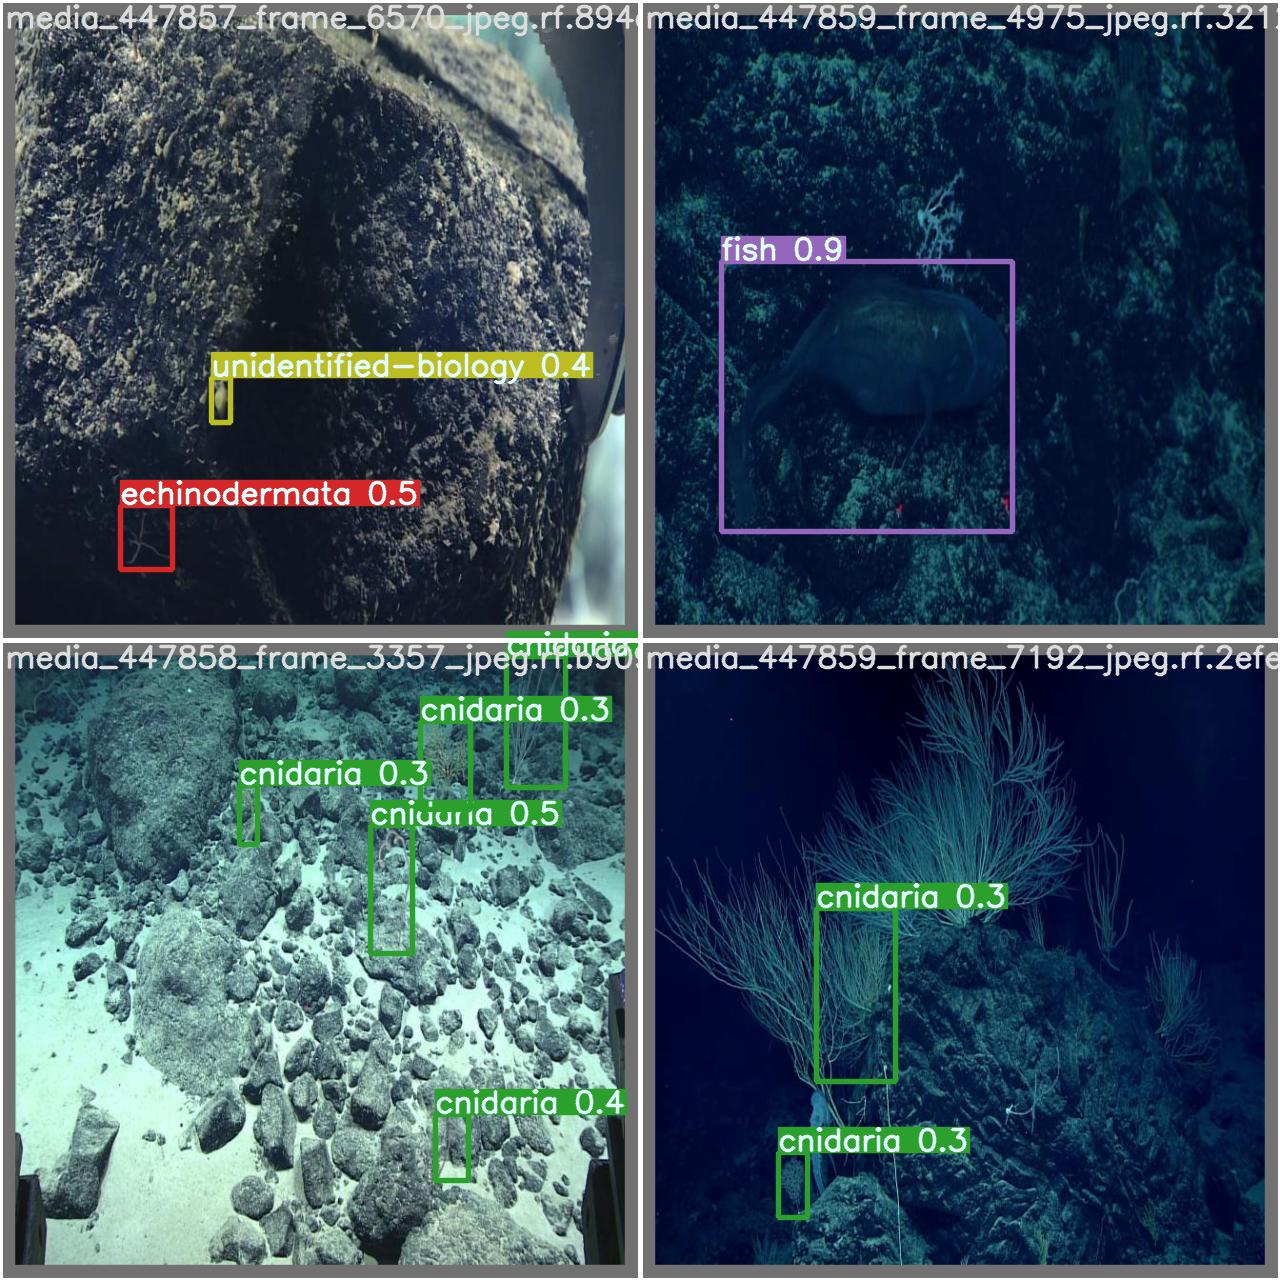 media_447857_frame_6570_jpeg.rf.894
unidentified-biology 0.4
echinodermata 0.5
media_447859_frame_4975_jpeg.rf.321
fish 0.9
media_447858_frame_3357_jpeg.rf.b90
cnidaria
cnidaria 0.3
cnidaria 0.3
cnidaria 0.5
cnidaria 0.4
media_447859_frame_7192_jpeg.rf.2efe
cnidaria 0.3
cnidaria 0.3